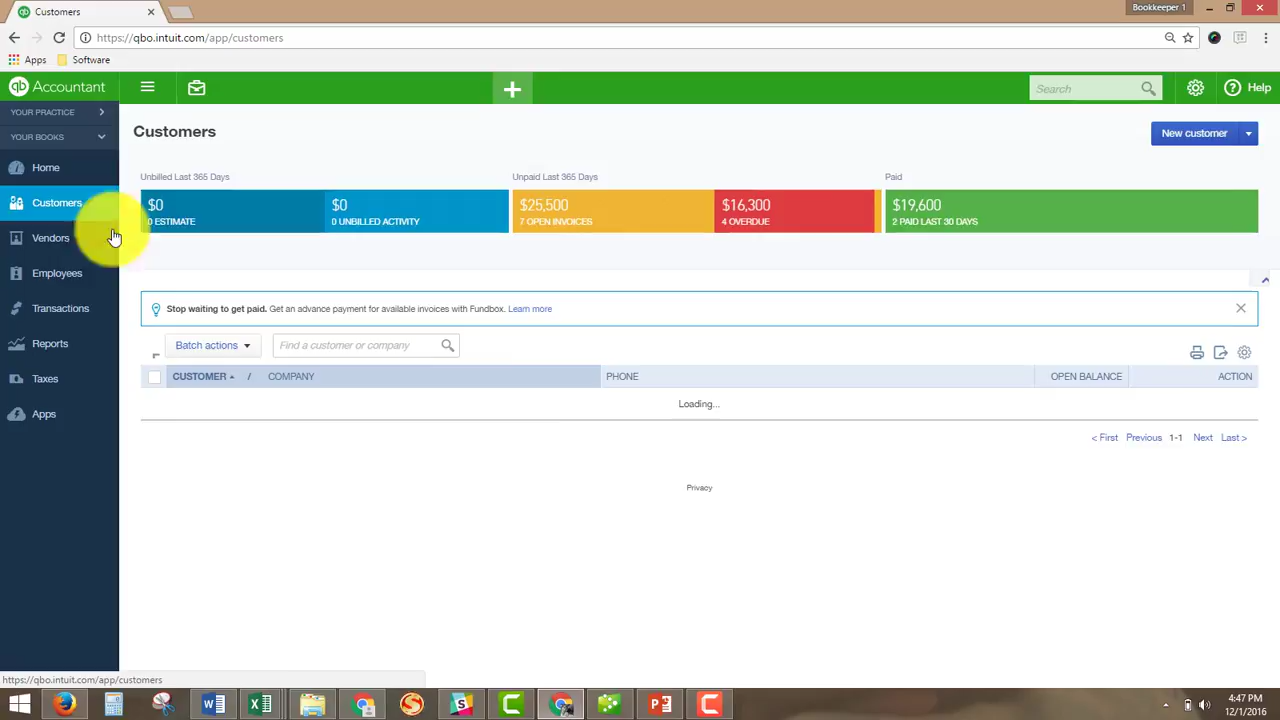 Customers
Bookkeeper 1
https://qbo.intuit.com/app/customers
Apps
Software
qb Accountant
Search
Help
YOUR PRACTICE
YOUR BOOKS
Home
Customers
Vendors
Employees
Transactions
Reports
Taxes
Apps
Customers
New customer
Unbilled Last 365 Days
Unpaid Last 365 Days
Paid
$0
0 ESTIMATE
$0
0 UNBILLED ACTIVITY
$25,500
7 OPEN INVOICES
$16,300
4 OVERDUE
$19,600
2 PAID LAST 30 DAYS
Stop waiting to get paid. Get an advance payment for available invoices with Fundbox. Learn more
Batch actions
Find a customer or company
CUSTOMER / COMPANY PHONE OPEN BALANCE ACTION
Loading...
< First Previous 1-1 Next Last >
Privacy
https://qbo.intuit.com/app/customers
4:47 PM
12/1/2016